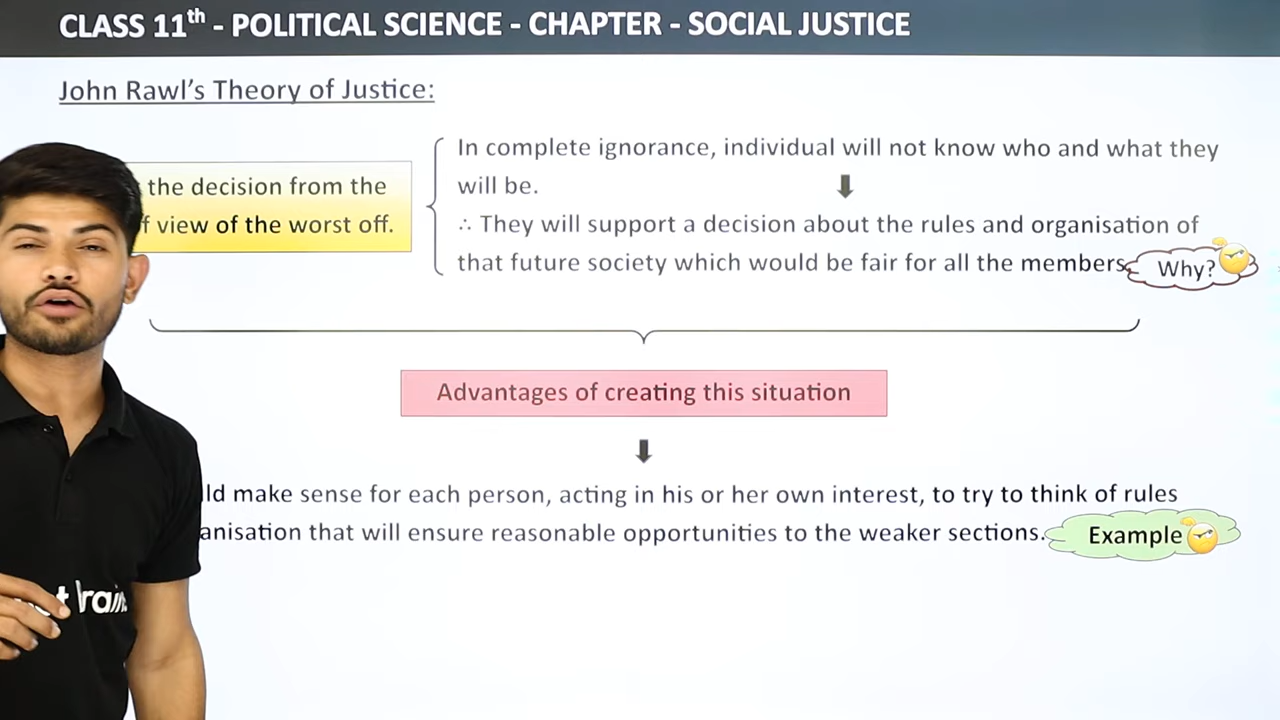 CLASS 11th - POLITICAL SCIENCE - CHAPTER - SOCIAL JUSTICE
John Rawl's Theory of Justice:
In complete ignorance, individual will not know who and what they
will be.
the decision from the
view of the worst off.
∴ They will support a decision about the rules and organisation of
that future society which would be fair for all the members.
Why?
Advantages of creating this situation
make sense for each person, acting in his or her own interest, to try to think of rules
that will ensure reasonable opportunities to the weaker sections.
Example